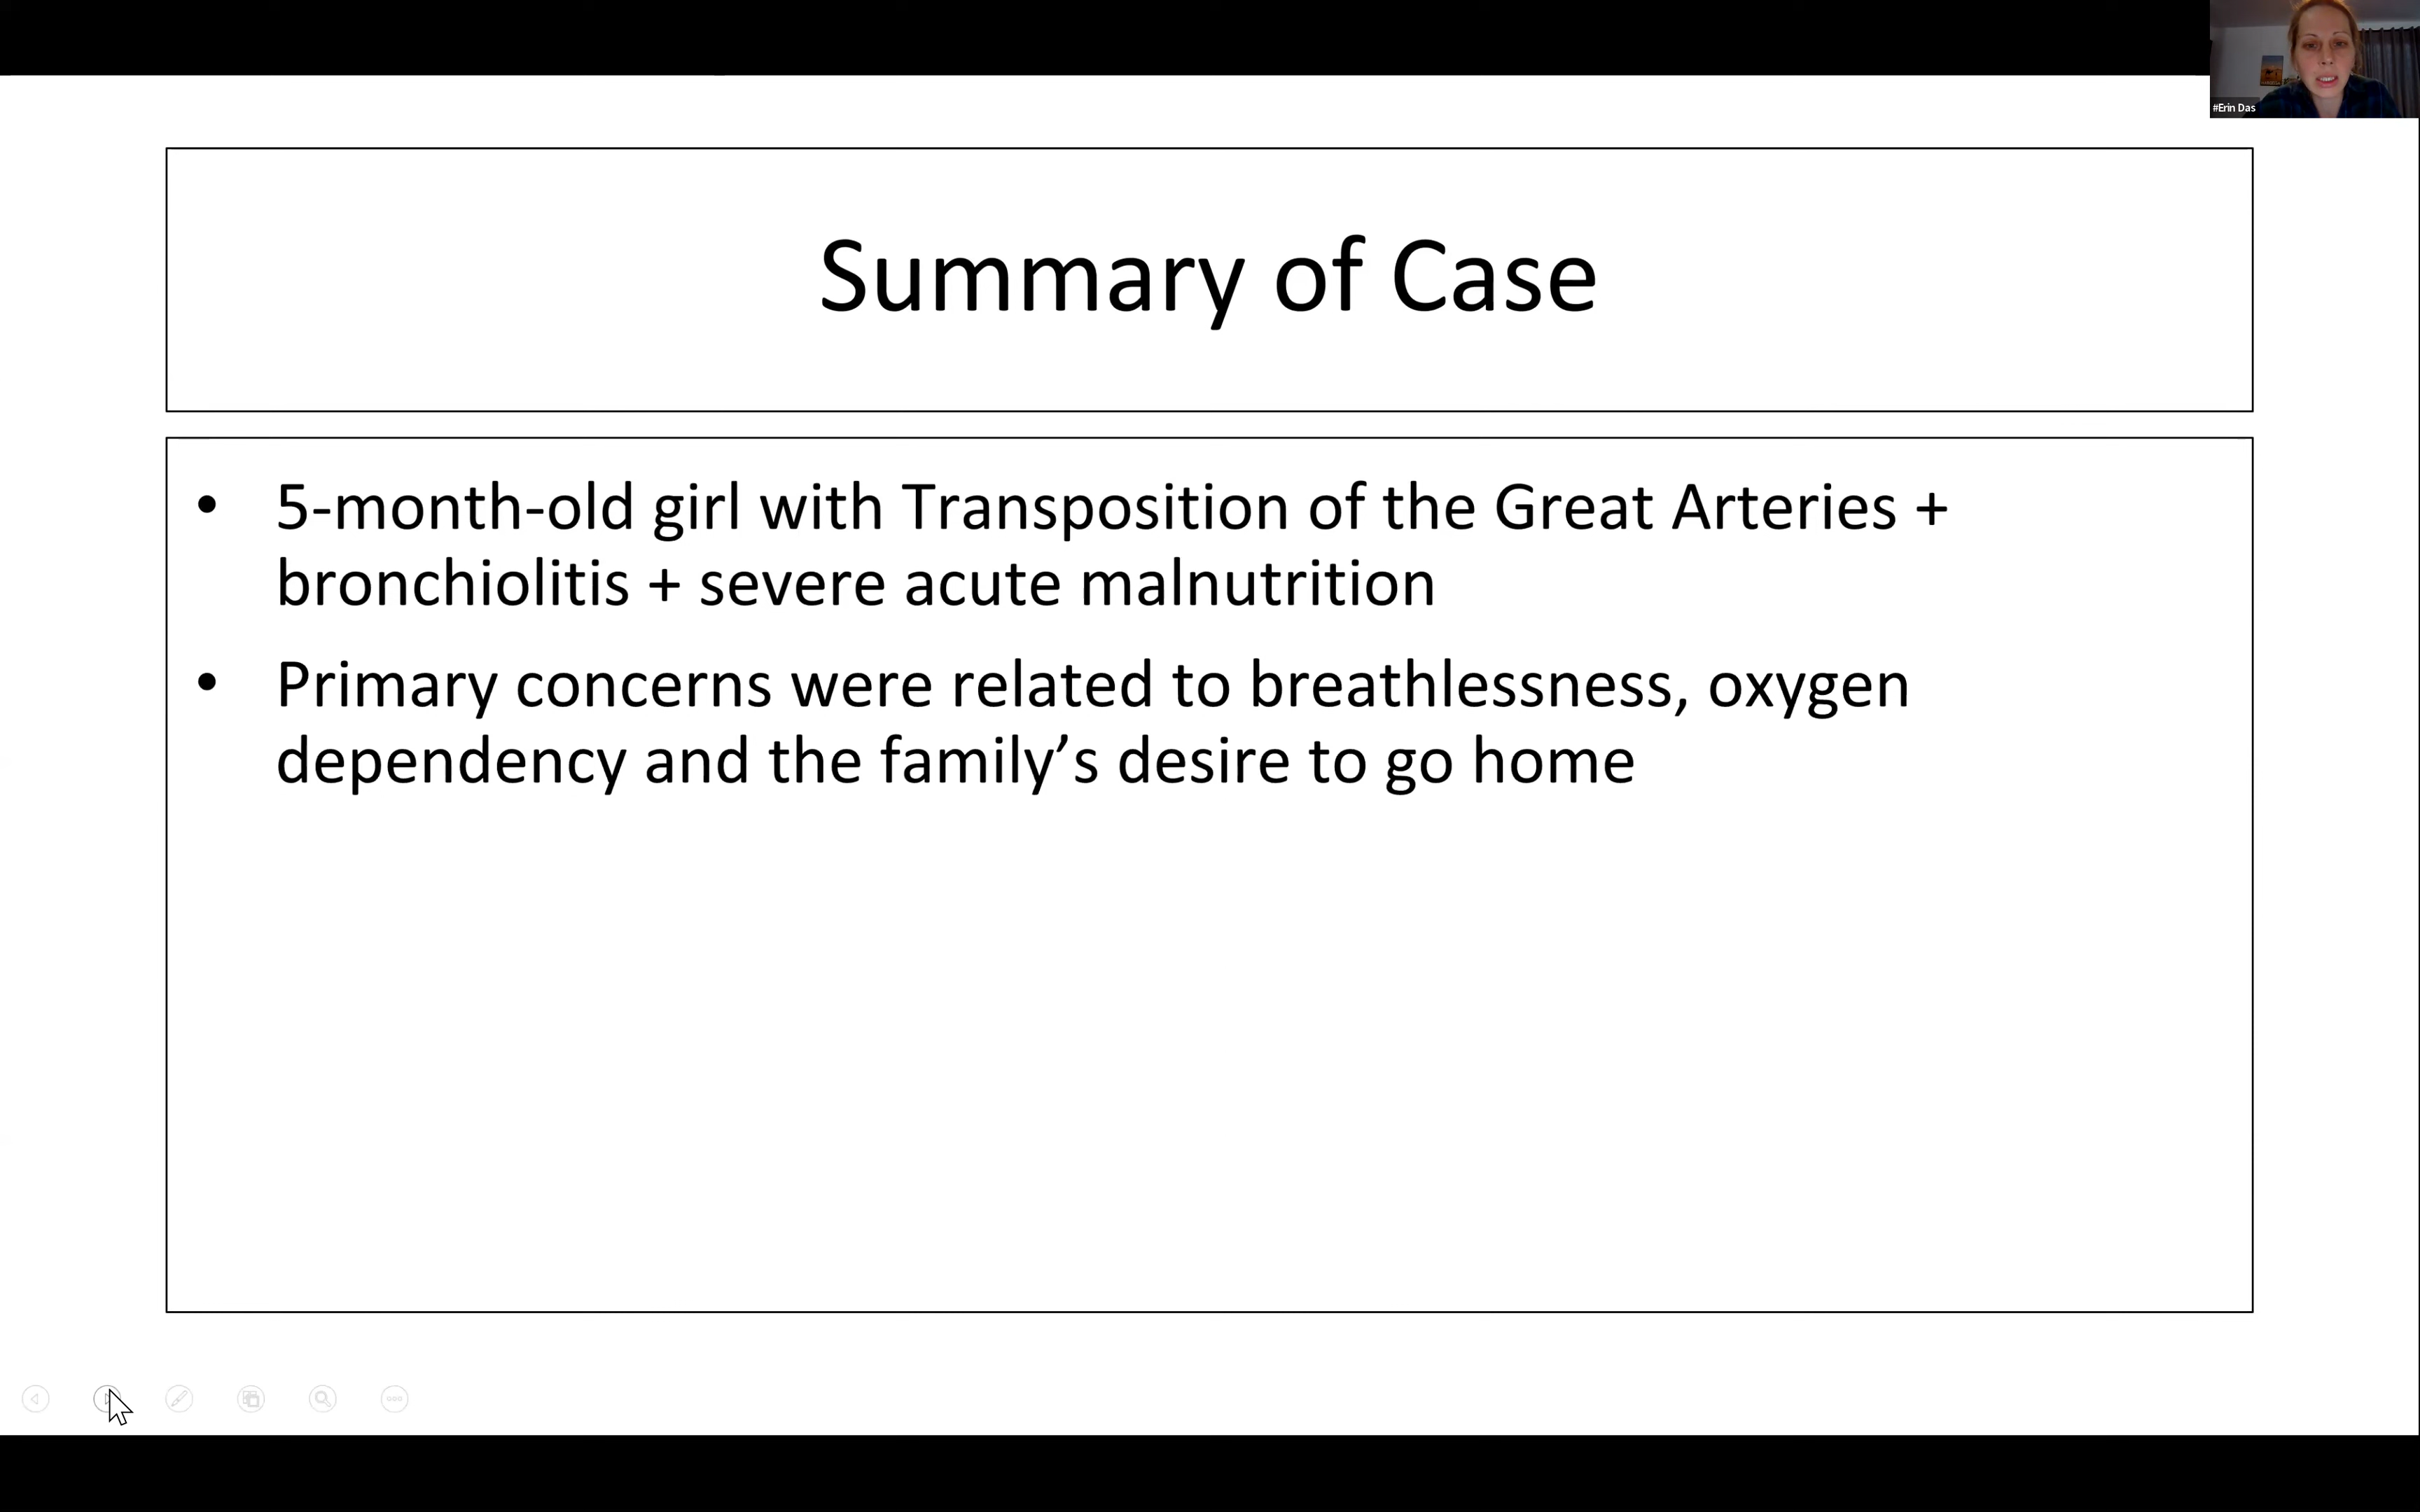 #Erin Das
Summary of Case
• 5-month-old girl with Transposition of the Great Arteries +
bronchiolitis + severe acute malnutrition
• Primary concerns were related to breathlessness, oxygen
dependency and the family’s desire to go home